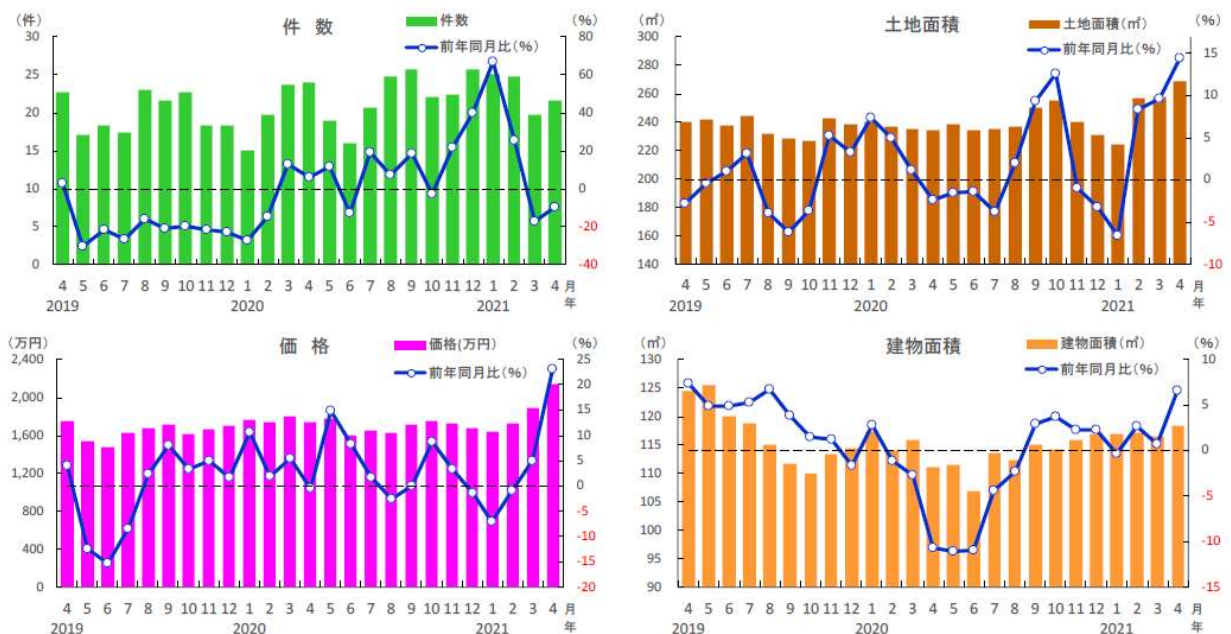 (件) 件 数 件数 (%)
前年同月比(%)
30 25 20 15 10 5 0
80 60 40 20 0 -20 -40
4 5 6 7 8 9 10 11 12 1 2 3 4 5 6 7 8 9 10 11 12 1 2 3 4 月
2019 2020 2021 年
(㎡) 土地面積 土地面積(㎡) (%)
前年同月比(%)
300 280 260 240 220 200 180 160 140
15 10 5 0 -5 -10
4 5 6 7 8 9 10 11 12 1 2 3 4 5 6 7 8 9 10 11 12 1 2 3 4 月
2019 2020 2021 年
(万円) 価 格 価格(万円) (%)
前年同月比(%)
2,400 2,000 1,600 1,200 800 400 0
25 20 15 10 5 0 -5 -10 -15 -20
4 5 6 7 8 9 10 11 12 1 2 3 4 5 6 7 8 9 10 11 12 1 2 3 4 月
2019 2020 2021 年
(㎡) 建物面積 建物面積(㎡) (%)
前年同月比(%)
130 125 120 115 110 105 100 95 90
10 5 0 -5 -10 -15
4 5 6 7 8 9 10 11 12 1 2 3 4 5 6 7 8 9 10 11 12 1 2 3 4 月
2019 2020 2021 年